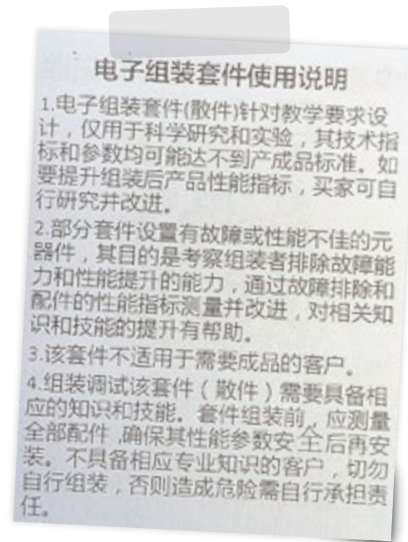 电子组装套件使用说明
1.电子组装套件(散件)针对教学要求设
计，仅用于科学研究和实验，其技术指
标和参数均可能达不到产成品标准。如
要提升组装后产品性能指标，买家可自
行研究并改进。
2.部分套件设置有故障或性能不佳的元
器件，其目的是考察组装者排除故障能
力和性能提升的能力，通过故障排除和
配件的性能指标测量并改进，对相关知
识和技能的提升有帮助。
3.该套件不适用于需要成品的客户。
4.组装调试该套件（散件）需要具备相
应的知识和技能。套件组装前，应测量
全部配件,确保其性能参数安全后再安
装。不具备相应专业知识的客户，切勿
自行组装，否则造成危险需自行承担责
任。